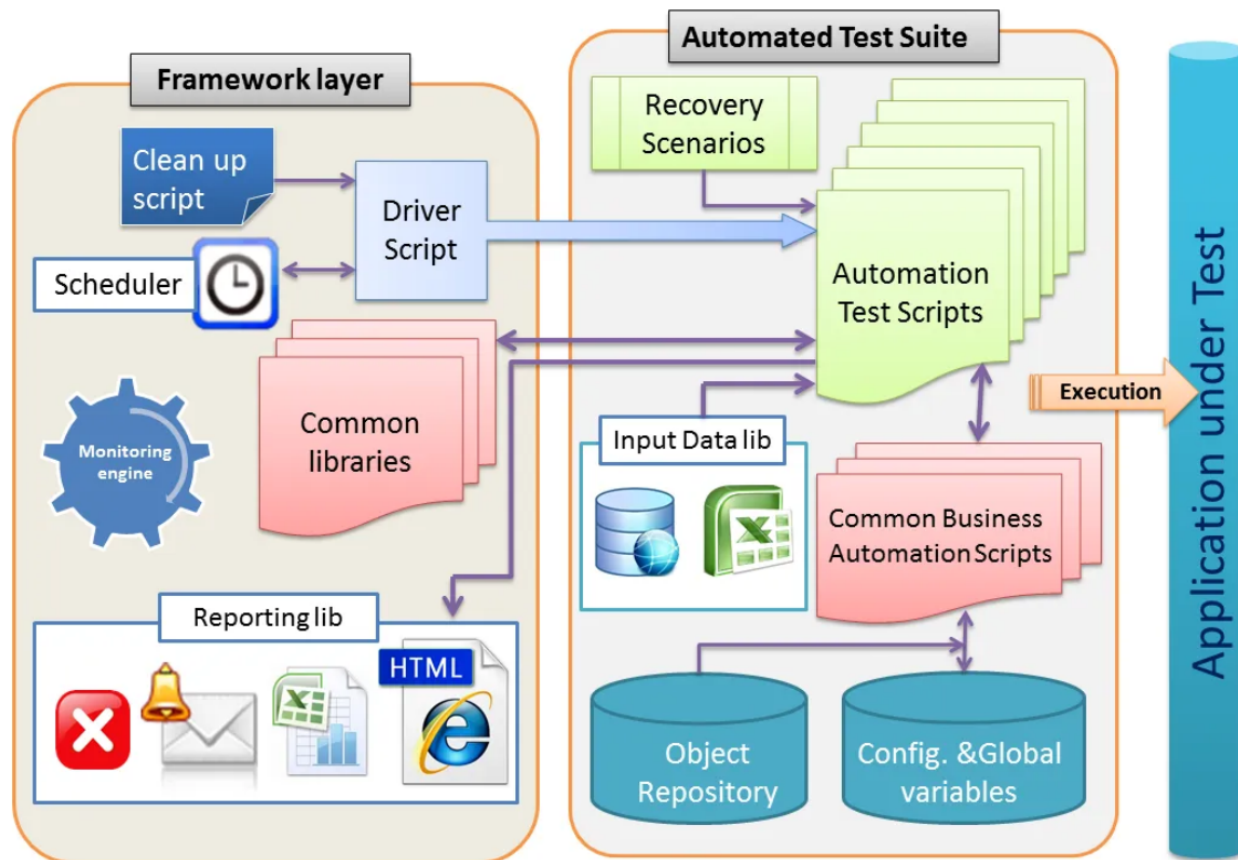 Framework layer
Clean up
script
Driver
Script
Scheduler
Common
libraries
Monitoring
engine
Reporting lib
HTML
Automated Test Suite
Recovery
Scenarios
Automation
Test Scripts
Input Data lib
Common Business
Automation Scripts
Object
Repository
Config. &Global
variables
Execution
Application under Test